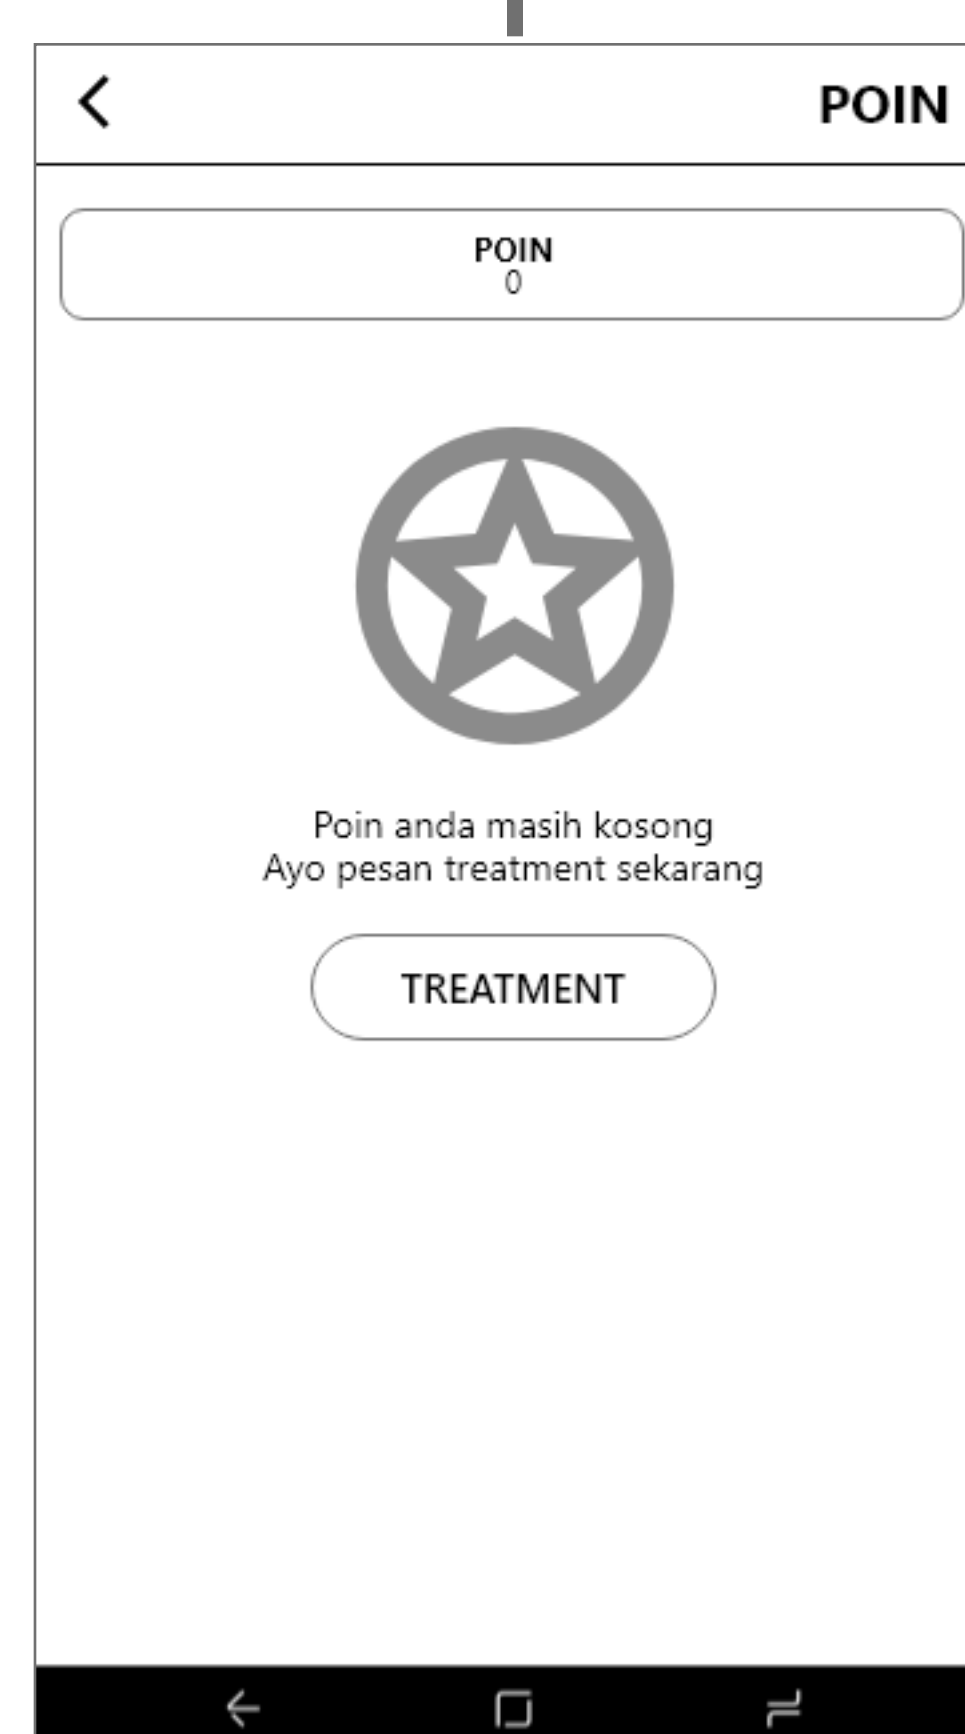 POIN
POIN
0
Poin anda masih kosong
Ayo pesan treatment sekarang
TREATMENT